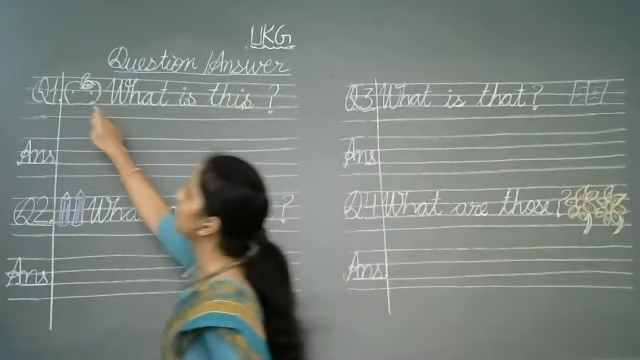 UKG
Question/Answer
Q1. What is this?
Ans
Q2. What ?
Ans
Q3 What is that?
Ans
Q4 What are those?
Ans